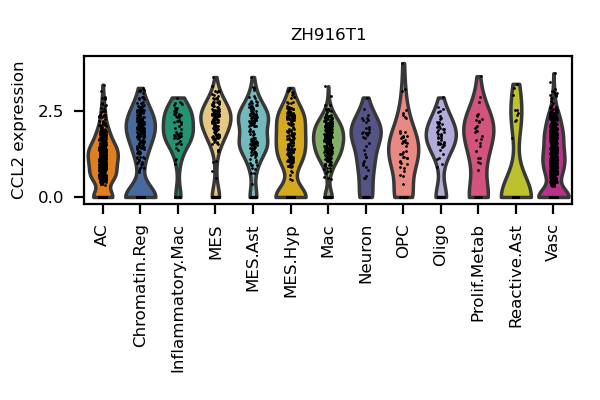 ZH916T1
CCL2 expression
2.5
0.0
AC
Chromatin.Reg
Inflammatory.Mac
MES
MES.Ast
MES.Hyp
Mac
Neuron
OPC
Oligo
Prolif.Metab
Reactive.Ast
Vasc